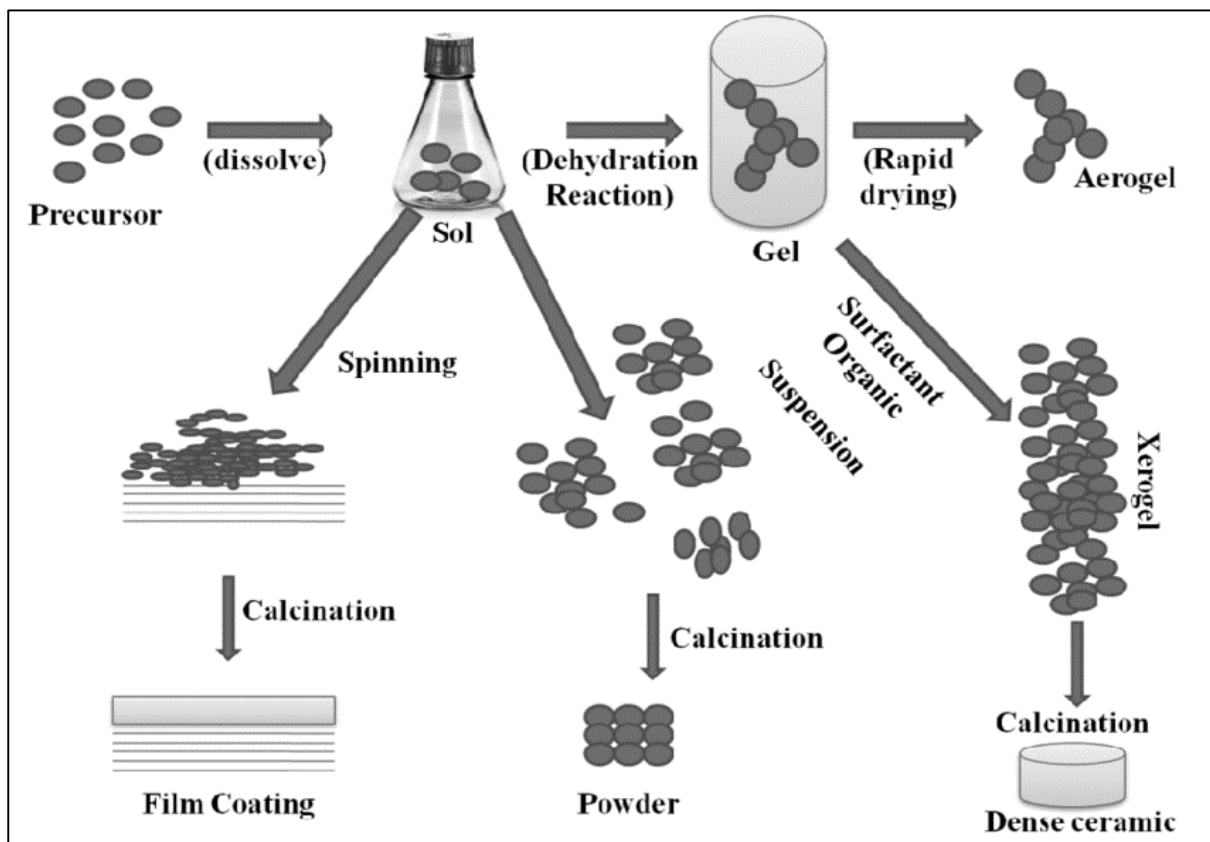 Precursor
(dissolve)
Sol
(Dehydration
Reaction)
Gel
(Rapid
drying)
Aerogel
Spinning
Suspension
Surfactant
Organic
Xerogel
Calcination
Calcination
Calcination
Film Coating
Powder
Dense ceramic